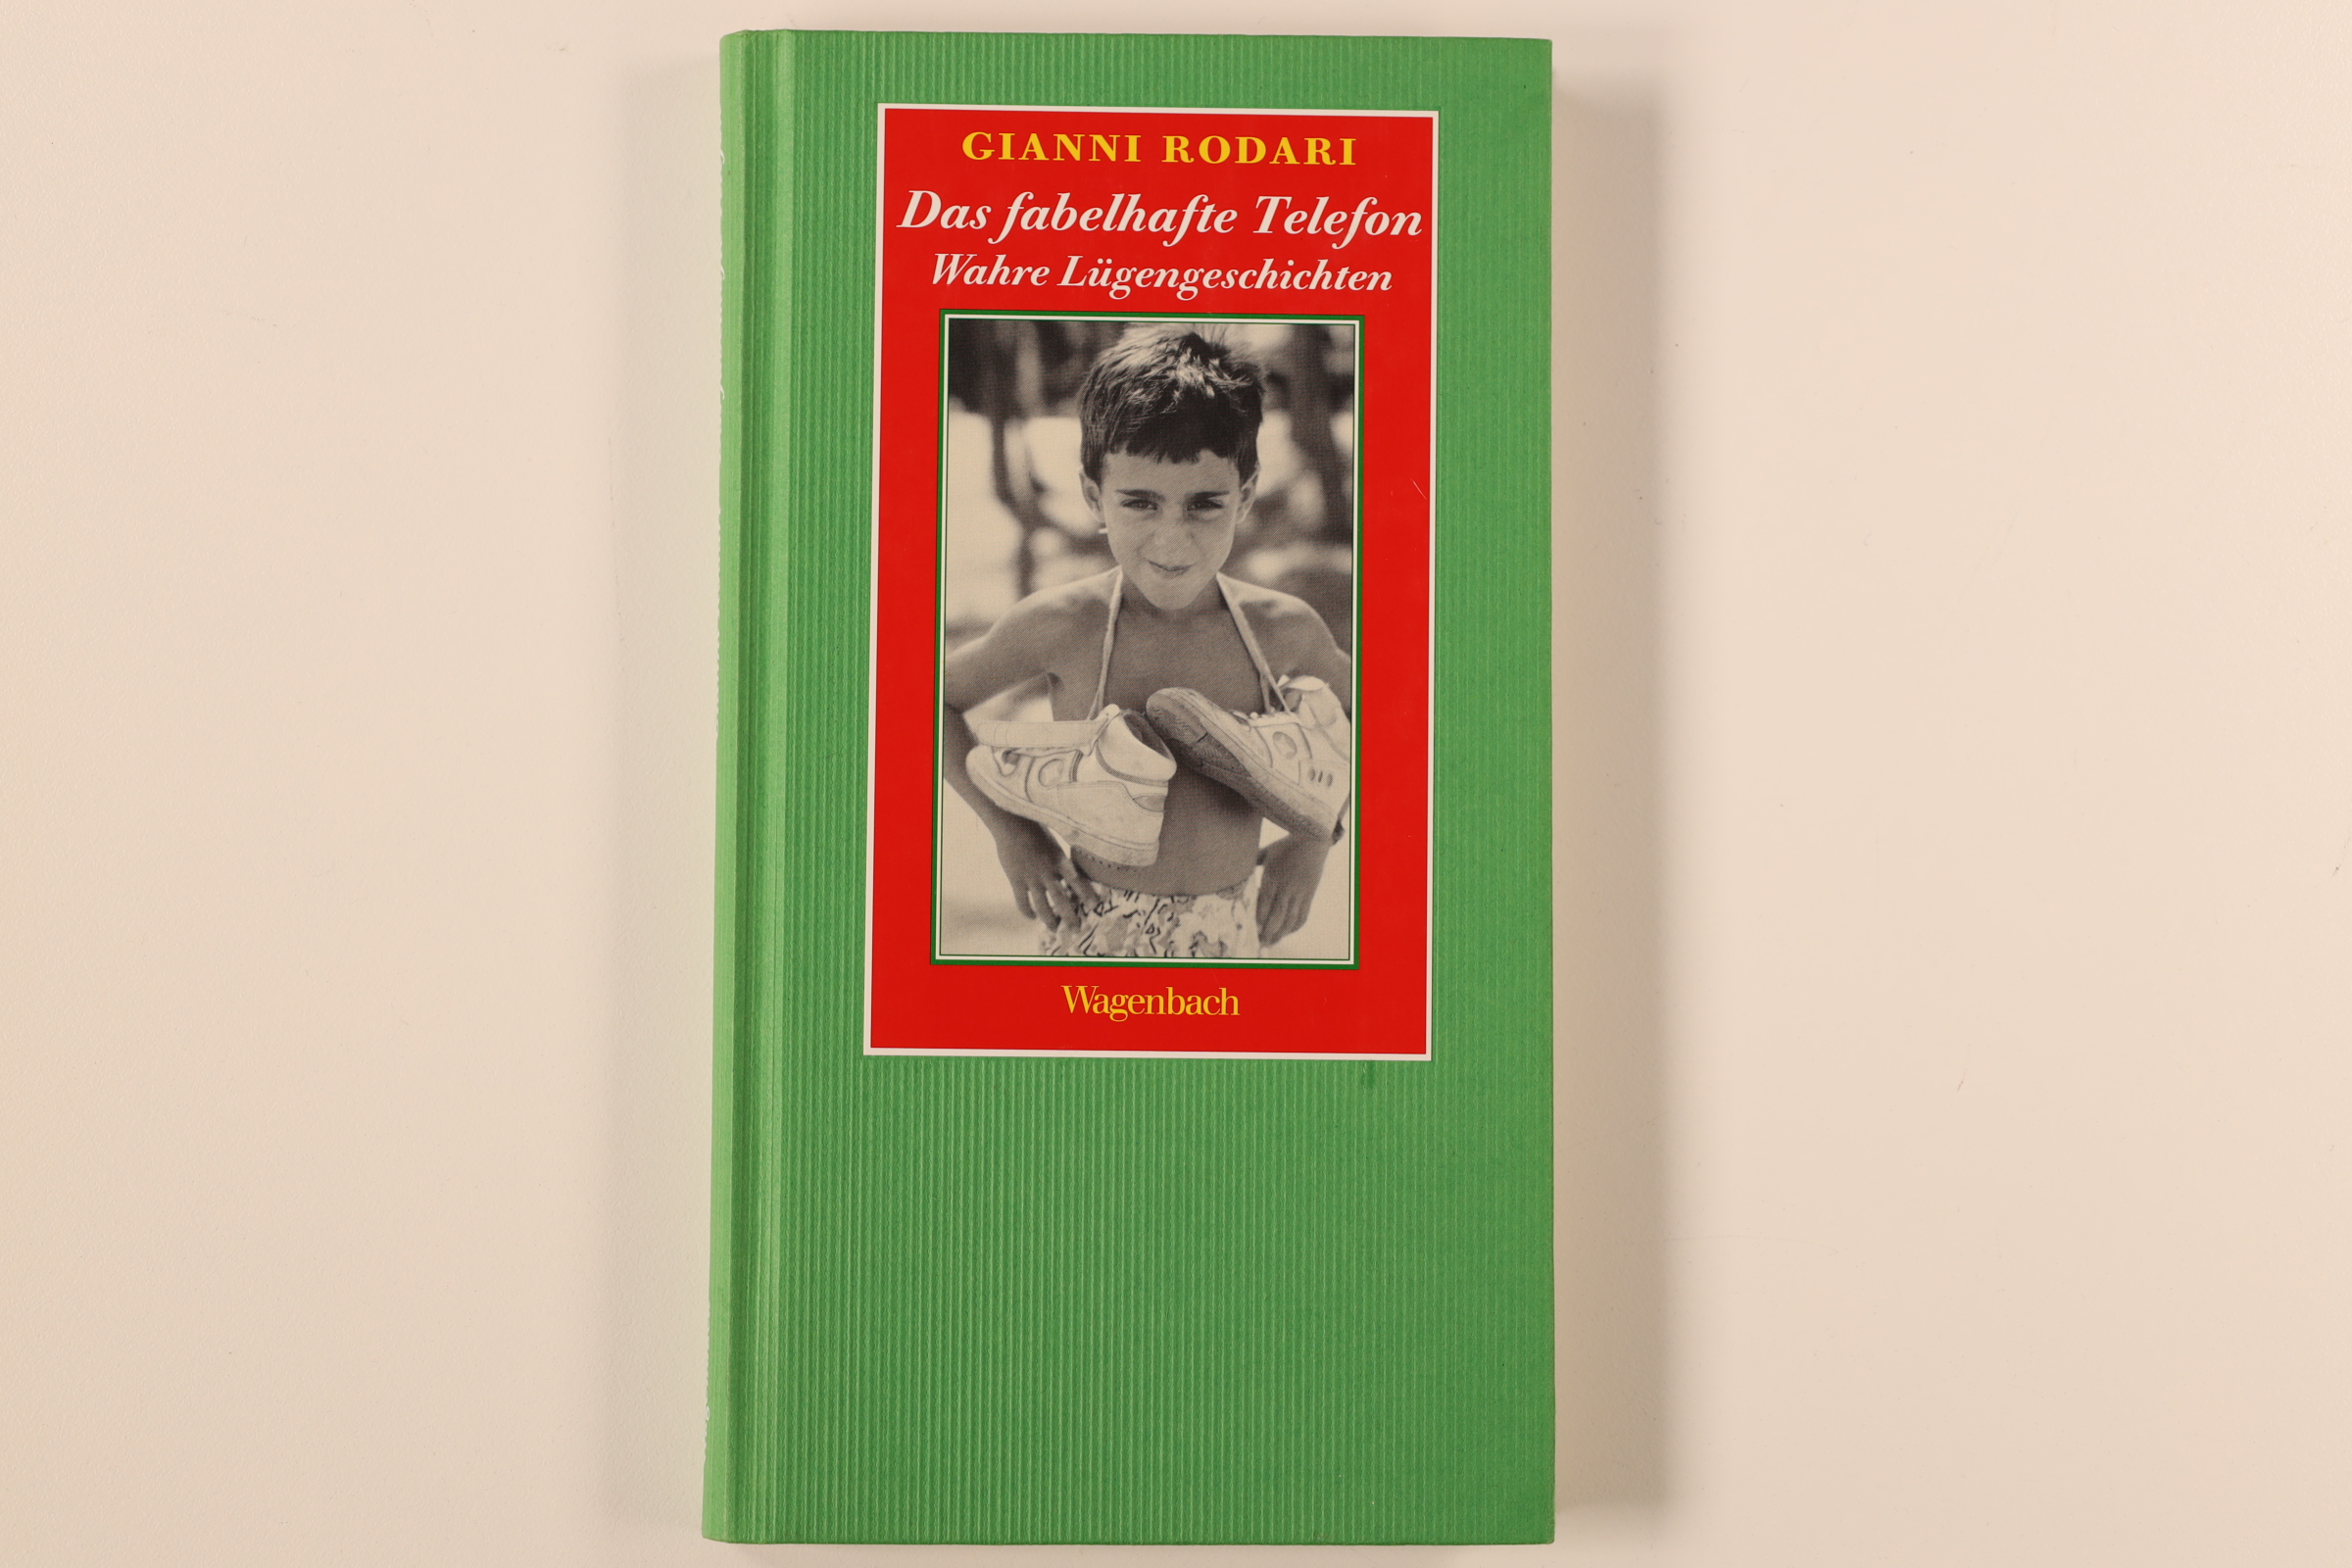 GIANNI RODARI
Das fabelhafte Telefon
Wahre Lügengeschichten
Wagenbach